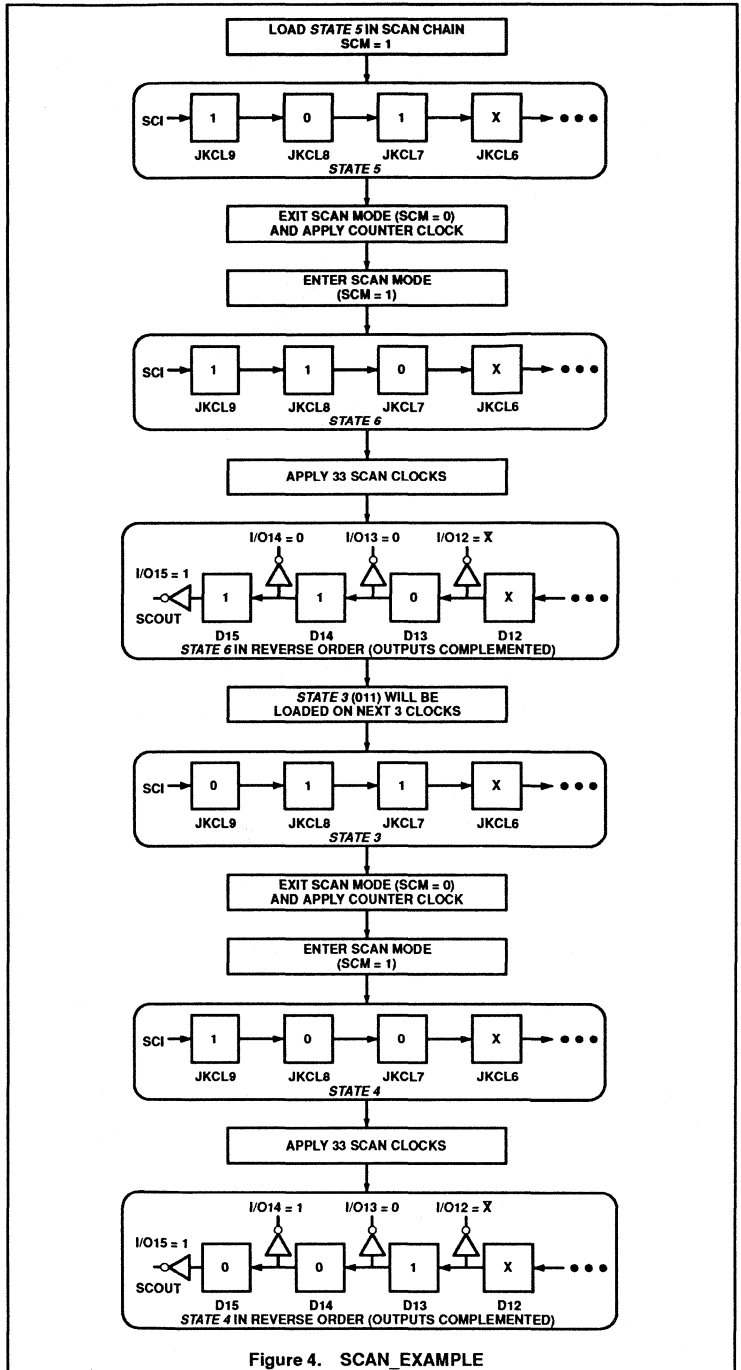 LOAD STATE 5 IN SCAN CHAIN
SCM = 1
SCI 1 0 1 X
JKCL9 JKCL8 JKCL7 JKCL6
STATE 5
EXIT SCAN MODE (SCM = 0)
AND APPLY COUNTER CLOCK
ENTER SCAN MODE
(SCM = 1)
SCI 1 1 0 X
JKCL9 JKCL8 JKCL7 JKCL6
STATE 6
APPLY 33 SCAN CLOCKS
I/O14 = 0 I/O13 = 0 I/O12 = X̅
I/O15 = 1
1 1 0 X
SCOUT
D15 D14 D13 D12
STATE 6 IN REVERSE ORDER (OUTPUTS COMPLEMENTED)
STATE 3 (011) WILL BE
LOADED ON NEXT 3 CLOCKS
SCI 0 1 1 X
JKCL9 JKCL8 JKCL7 JKCL6
STATE 3
EXIT SCAN MODE (SCM = 0)
AND APPLY COUNTER CLOCK
ENTER SCAN MODE
(SCM = 1)
SCI 1 0 0 X
JKCL9 JKCL8 JKCL7 JKCL6
STATE 4
APPLY 33 SCAN CLOCKS
I/O14 = 1 I/O13 = 0 I/O12 = X̅
I/O15 = 1
0 0 1 X
SCOUT
D15 D14 D13 D12
STATE 4 IN REVERSE ORDER (OUTPUTS COMPLEMENTED)
Figure 4. SCAN_EXAMPLE